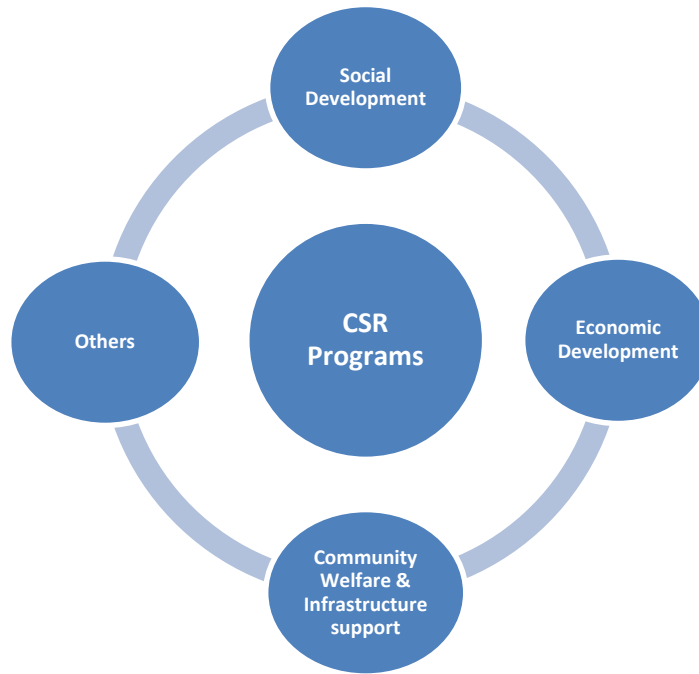 Social
Development
Others
CSR
Programs
Economic
Development
Community
Welfare &
Infrastructure
support